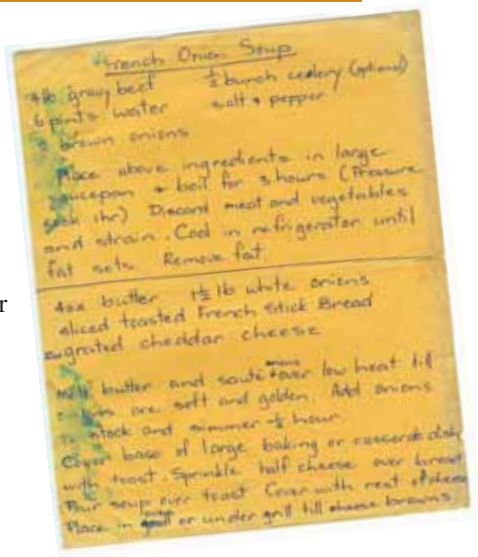 French Onion Soup
lb gravy beef ½ bunch celery (optional)
6 pints water salt + pepper
brown onions
Place above ingredients in large
saucepan + boil for 3 hours (Pressure
cook 1hr) Discard meat and vegetables
and strain. Cool in refrigerator until
fat sets. Remove fat.
r
4oz butter 1½ lb white onions
sliced toasted French Stick Bread
grated cheddar cheese
Melt butter and sauté over low heat till
are soft and golden. Add onions
To stock and simmer ½ hour.
Cover base of large baking or casserole dish
with toast. Sprinkle half cheese over bread
Pour soup over toast Cover with rest of cheese
Place in or under grill till cheese browns